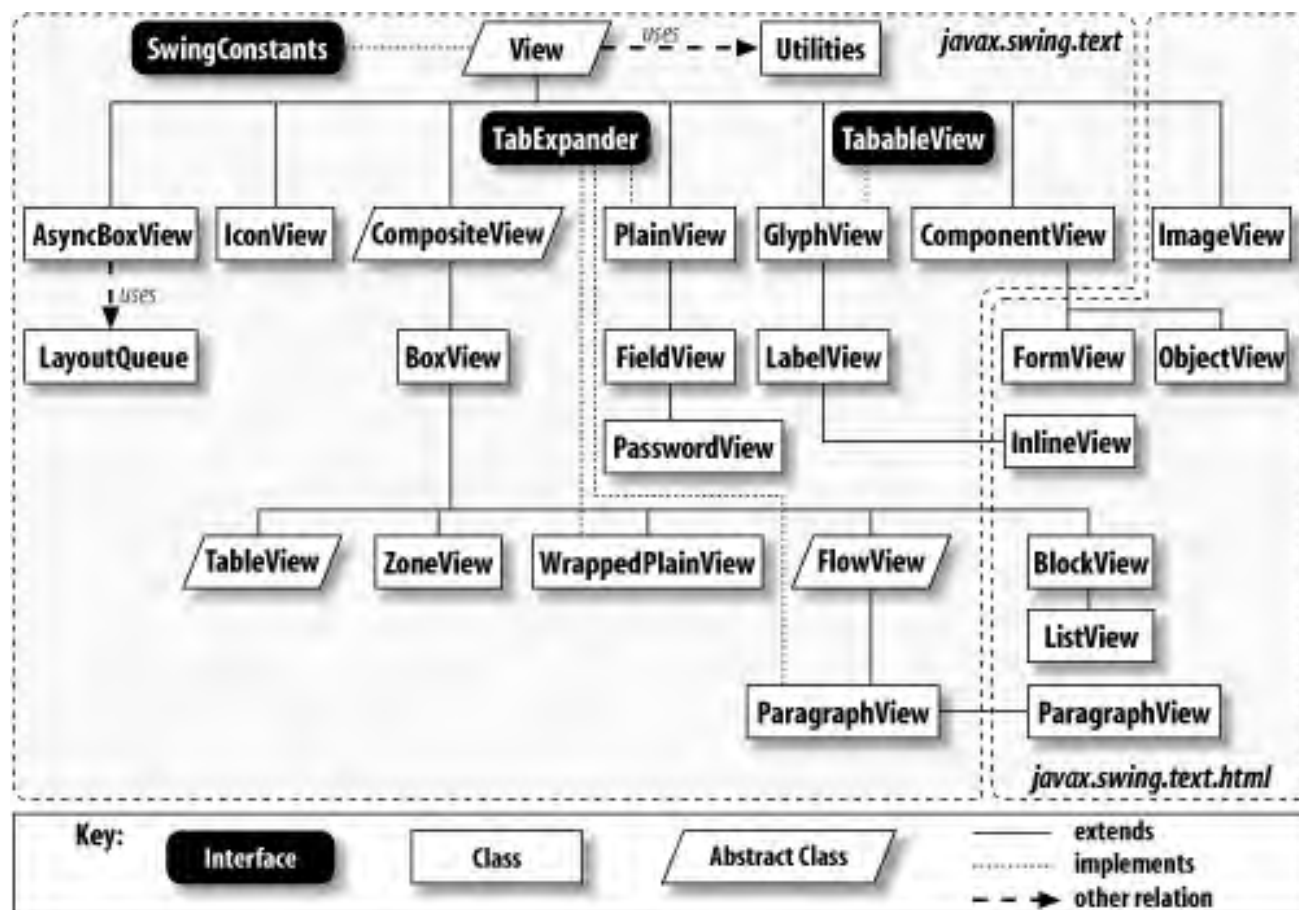 SwingConstants
View
uses
Utilities
javax.swing.text
TabExpander
TabableView
AsyncBoxView
IconView
CompositeView
PlainView
GlyphView
ComponentView
ImageView
uses
LayoutQueue
BoxView
FieldView
LabelView
FormView
ObjectView
PasswordView
InlineView
TableView
ZoneView
WrappedPlainView
FlowView
BlockView
ListView
ParagraphView
ParagraphView
javax.swing.text.html
Key:
Interface
Class
Abstract Class
extends
implements
other relation